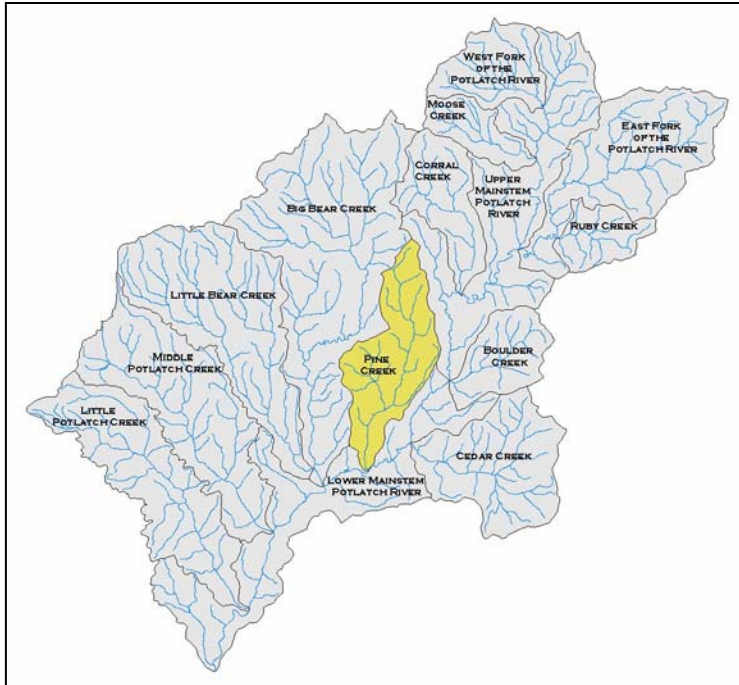 WEST FORK
OF THE
POTLATCH RIVER
MOOSE
CREEK
EAST FORK
OF THE
POTLATCH RIVER
CORRAL
CREEK
UPPER
MAINSTEM
POTLATCH
RIVER
BIG BEAR CREEK
RUBY CREEK
LITTLE BEAR CREEK
MIDDLE
POTLATCH CREEK
PINE
CREEK
BOULDER
CREEK
LITTLE
POTLATCH CREEK
CEDAR CREEK
LOWER MAINSTEM
POTLATCH RIVER